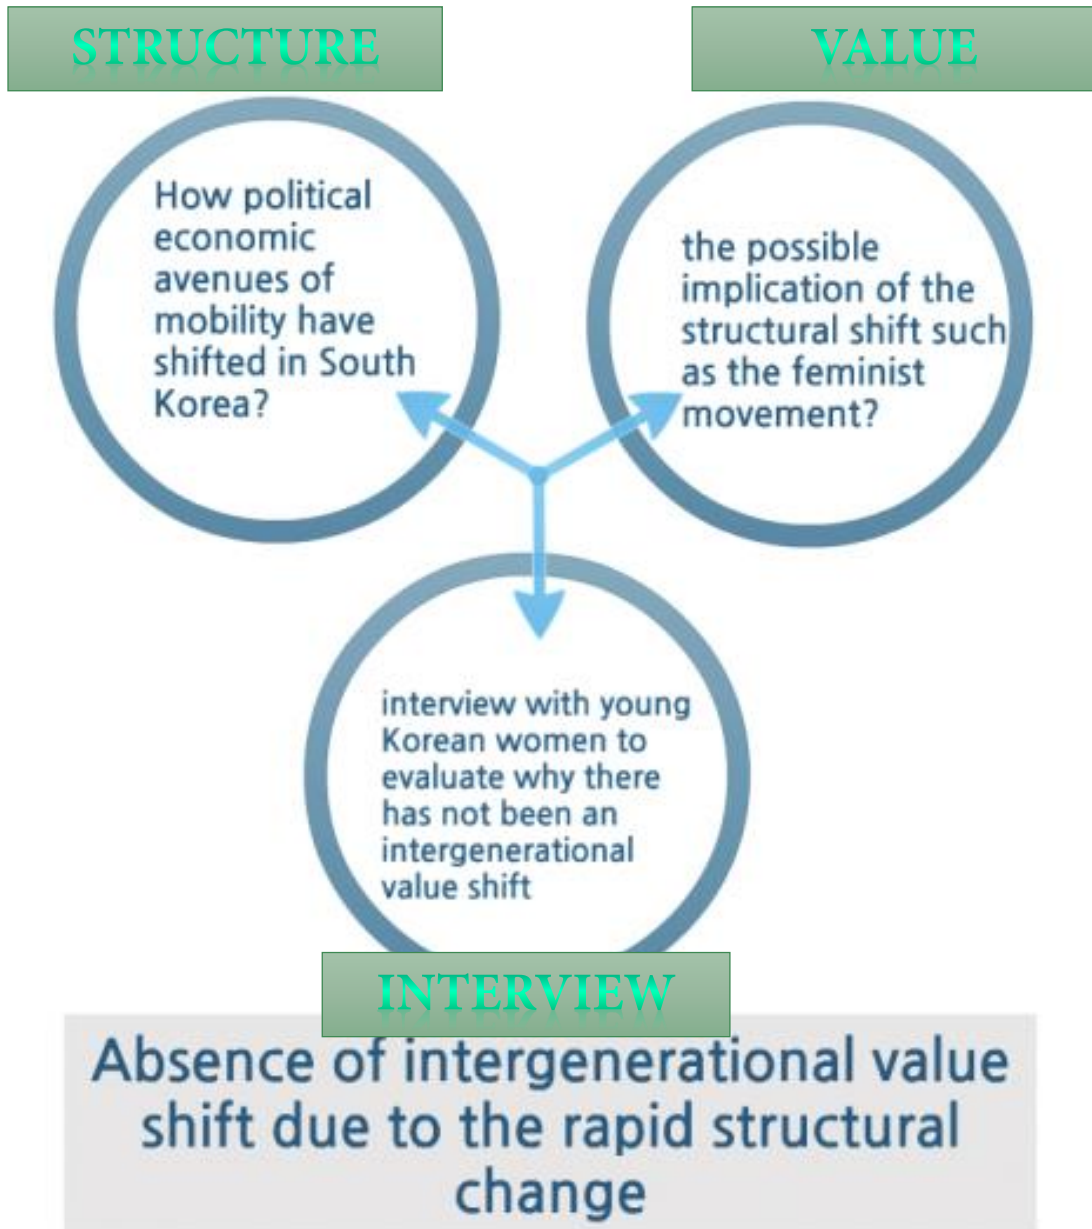 STRUCTURE
How political
economic
avenues of
mobility have
shifted in South
Korea?
VALUE
the possible
implication of the
structural shift such
as the feminist
movement?
interview with young
Korean women to
evaluate why there
has not been an
intergenerational
value shift
INTERVIEW
Absence of intergenerational value
shift due to the rapid structural
change